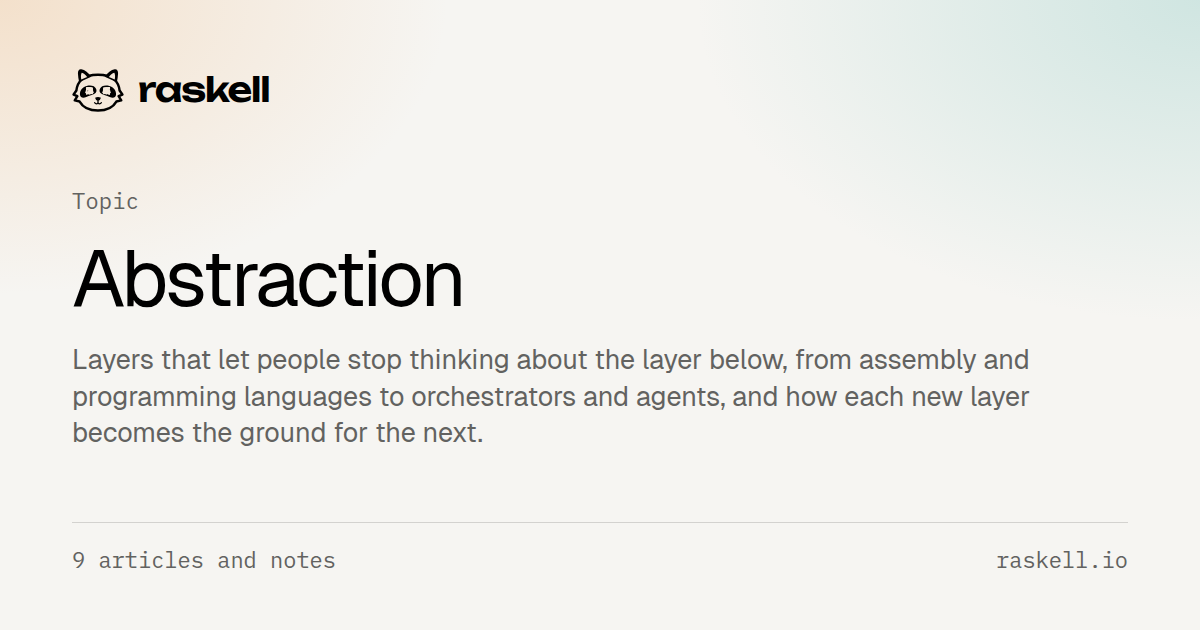 raskell
Topic
Abstraction
Layers that let people stop thinking about the layer below, from assembly and
programming languages to orchestrators and agents, and how each new layer
becomes the ground for the next.
9 articles and notes
raskell.io